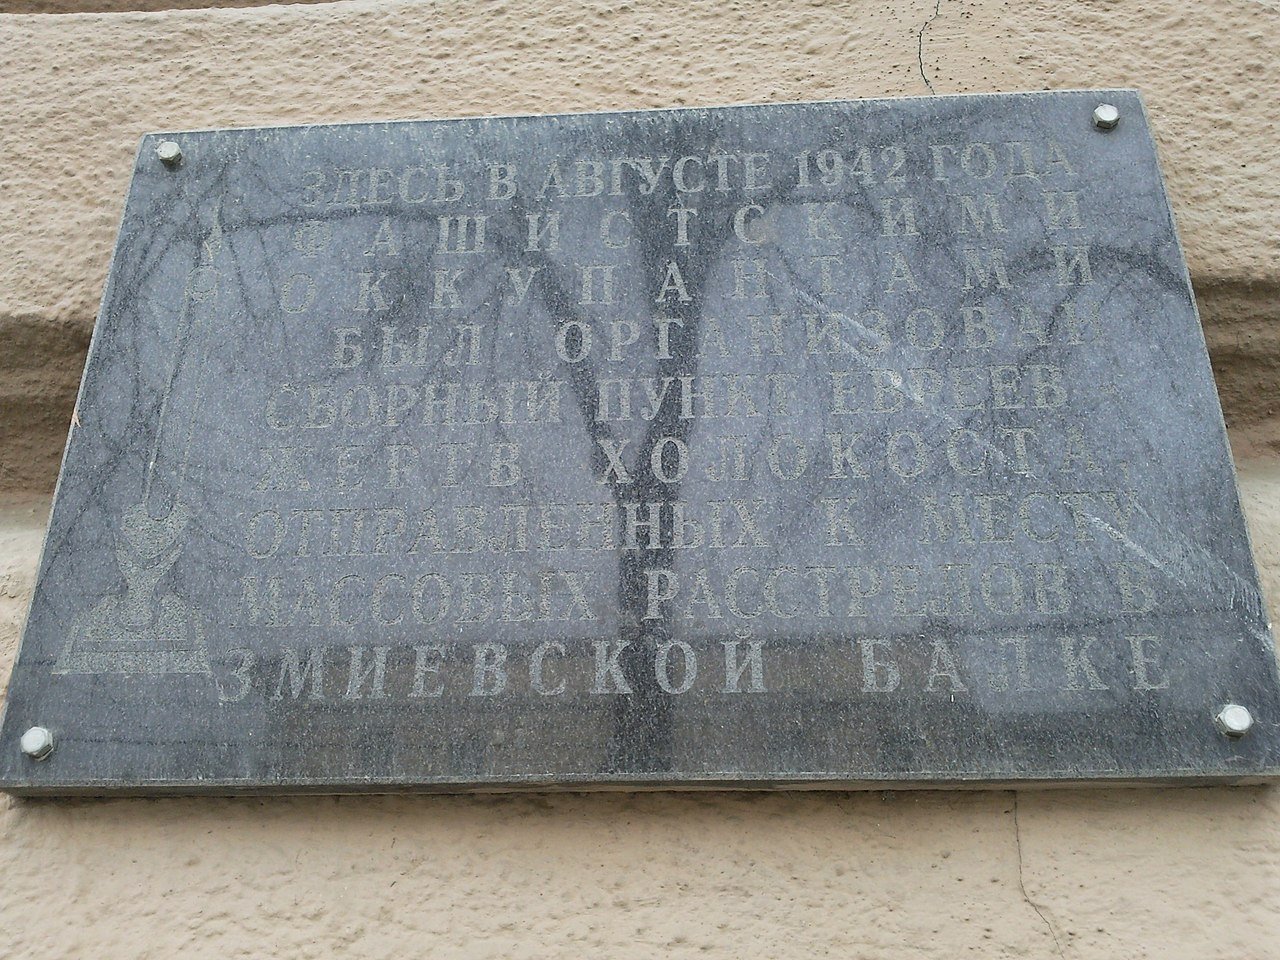 ЗДЕСЬ В АВГУСТЕ 1942 ГОДА
ФАШИСТСКИМИ
ОККУПАНТАМИ
БЫЛ ОРГАНИЗОВАН
СБОРНЫЙ ПУНКТ ЕВРЕЕВ
ЖЕРТВ ХОЛОКОСТА,
ОТПРАВЛЕННЫХ К МЕСТУ
МАССОВЫХ РАССТРЕЛОВ В
ЗМИЕВСКОЙ БАЛКЕ